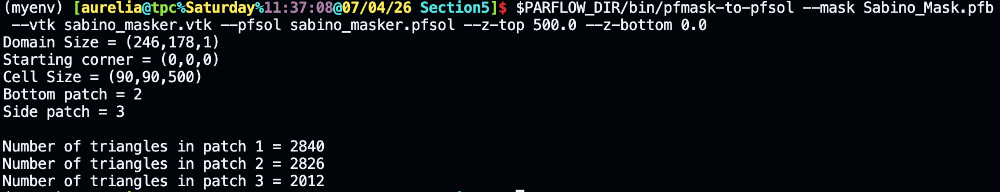 (myenv) [aurelia@tpc%Saturday%11:37:08@07/04/26 Section5]$ $PARFLOW_DIR/bin/pfmask-to-pfsol --mask Sabino_Mask.pfb
--vtk sabino_masker.vtk --pfsol sabino_masker.pfsol --z-top 500.0 --z-bottom 0.0
Domain Size = (246,178,1)
Starting corner = (0,0,0)
Cell Size = (90,90,500)
Bottom patch = 2
Side patch = 3
Number of triangles in patch 1 = 2840
Number of triangles in patch 2 = 2826
Number of triangles in patch 3 = 2012